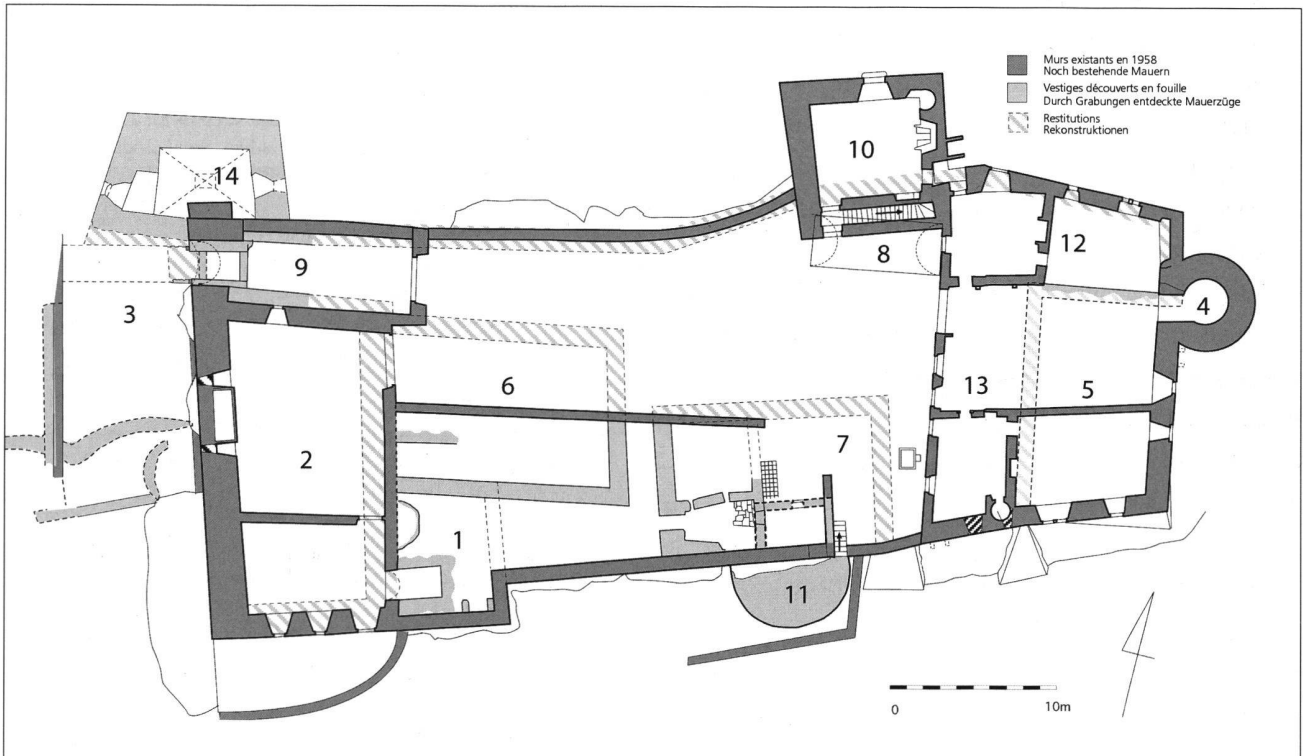 Murs existants en 1958
Noch bestehende Mauern
Vestiges découverts en fouille
Durch Grabungen entdeckte Mauerzüge
Restitutions
Rekonstruktionen
10
14
12
8
9
4
3
6
13
5
7
2
1
11
0 10m